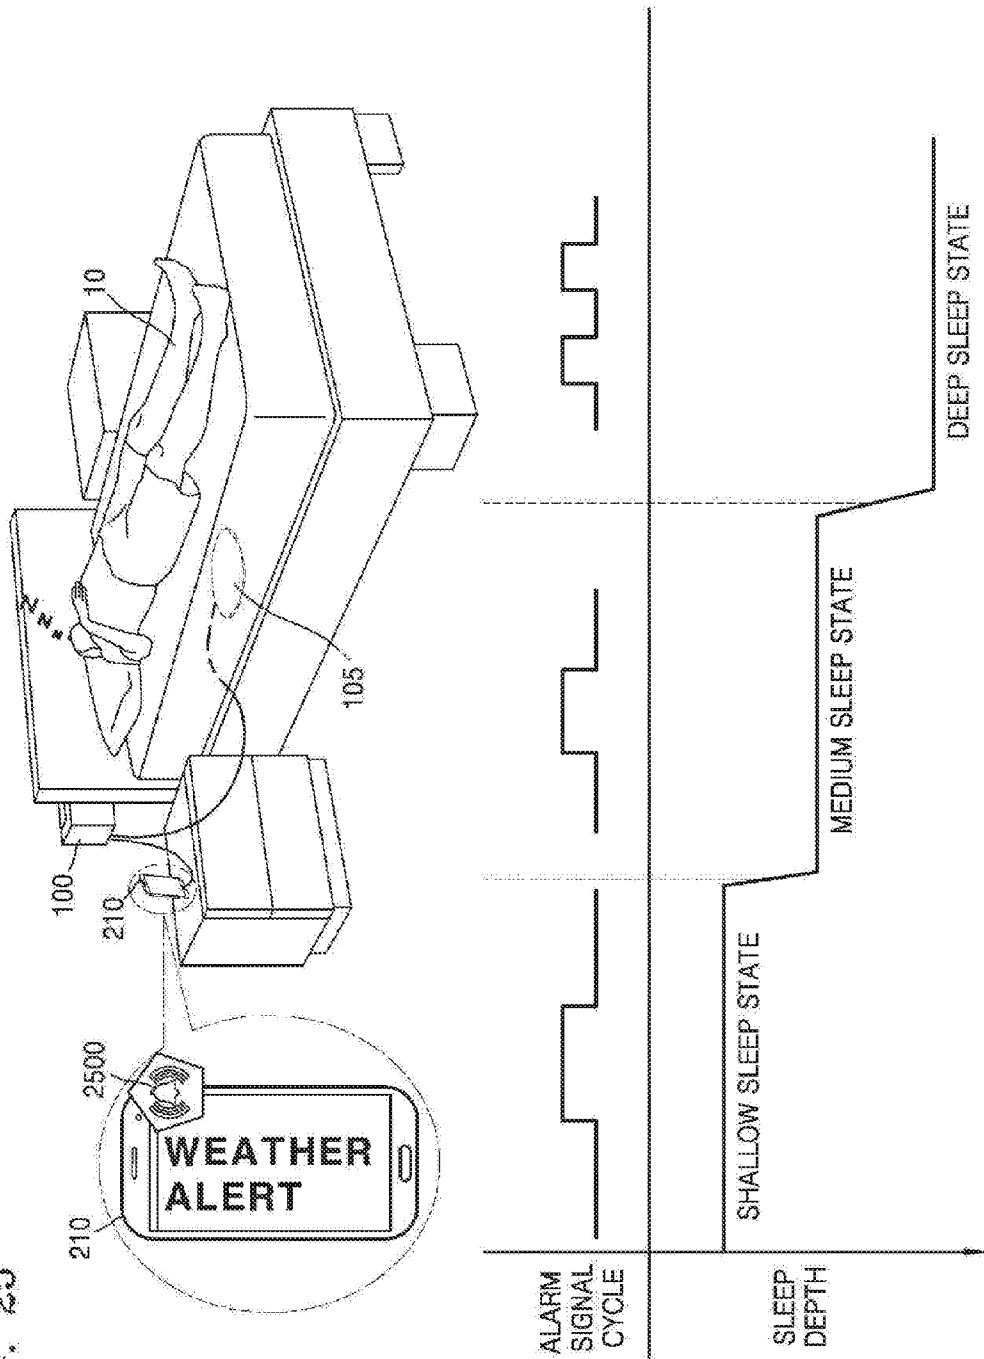 210
2500
WEATHER
ALERT
100
210
105
10
ALARM
SIGNAL
CYCLE
SLEEP
DEPTH
SHALLOW SLEEP STATE
MEDIUM SLEEP STATE
DEEP SLEEP STATE